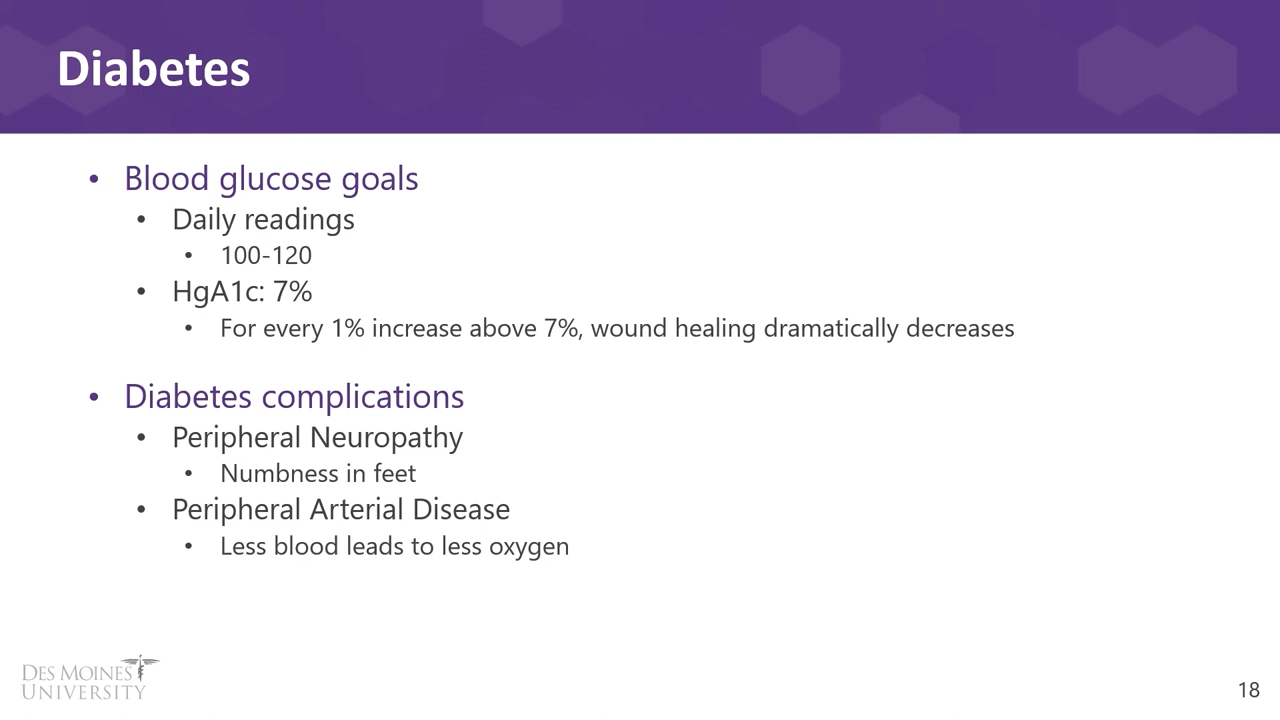 Diabetes
• Blood glucose goals
• Daily readings
• 100-120
• HgA1c: 7%
• For every 1% increase above 7%, wound healing dramatically decreases
• Diabetes complications
• Peripheral Neuropathy
• Numbness in feet
• Peripheral Arterial Disease
• Less blood leads to less oxygen
DES MOINES
UNIVERSITY
18